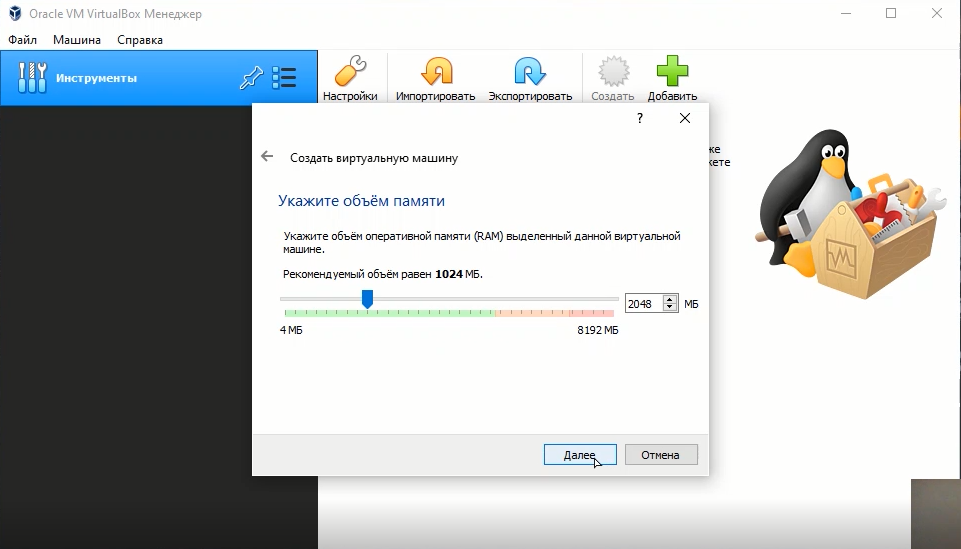 Oracle VM VirtualBox Менеджер
Файл Машина Справка
Инструменты
Настройки Импортировать Экспортировать Создать Добавить
же
жете
?
Создать виртуальную машину
Укажите объём памяти
Укажите объём оперативной памяти (RAM) выделенный данной виртуальной
машине.
Рекомендуемый объём равен 1024 МБ.
2048 МБ
4 МБ 8192 МБ
Далее Отмена